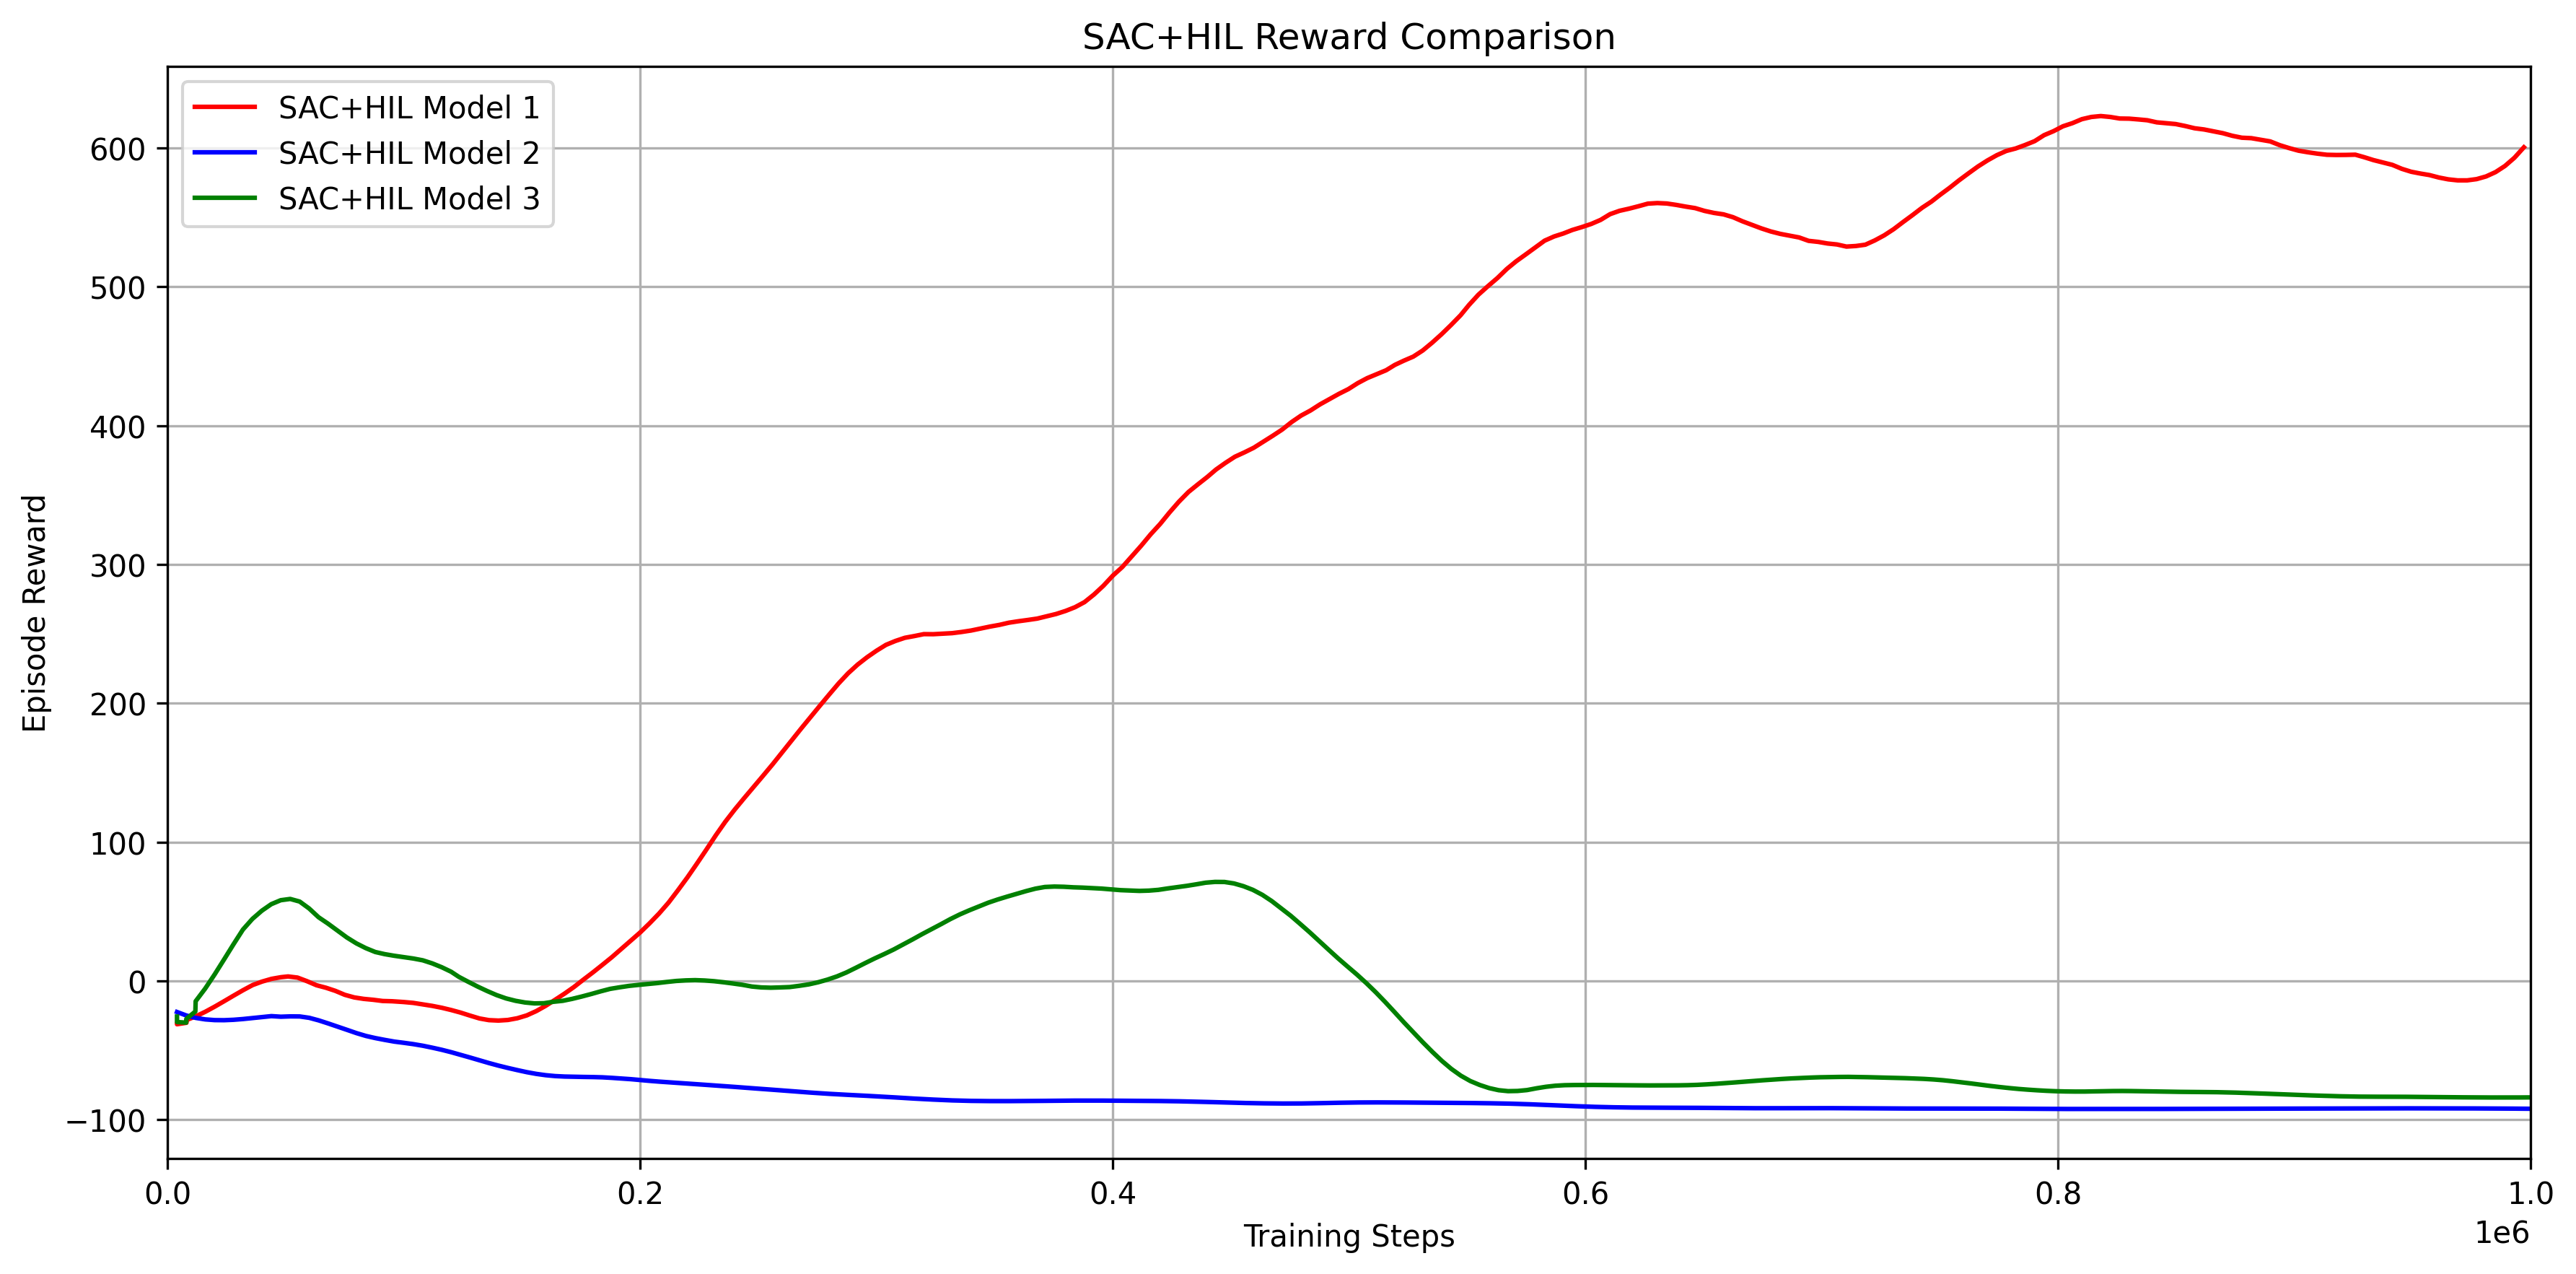 SAC+HIL Reward Comparison
SAC+HIL Model 1
SAC+HIL Model 2
SAC+HIL Model 3
Episode Reward
600
500
400
300
200
100
0
−100
0.0 0.2 0.4 0.6 0.8 1.0
1e6
Training Steps